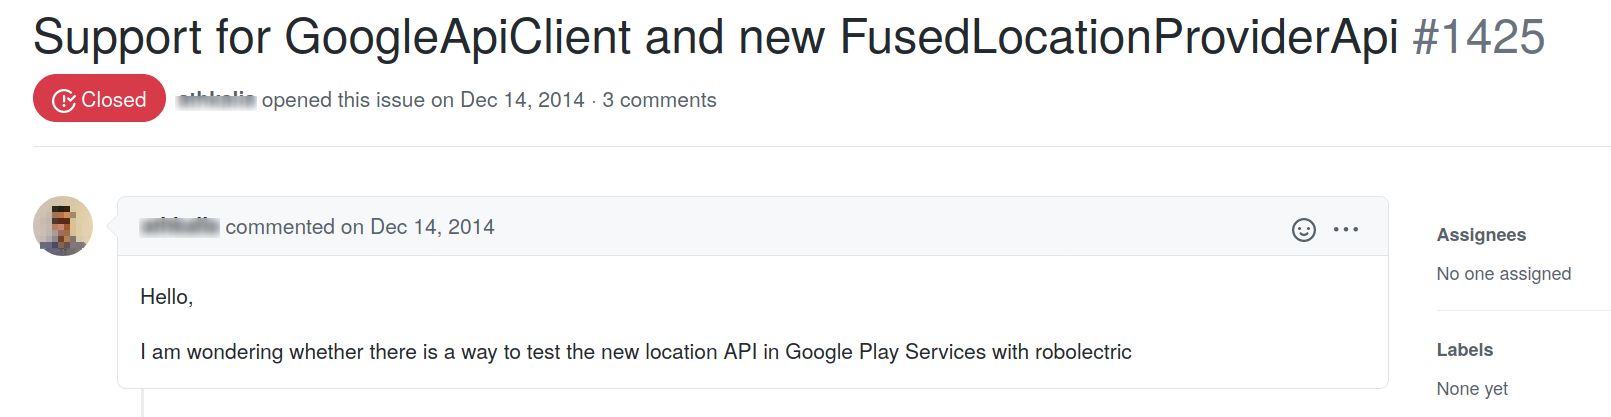 Support for GoogleApiClient and new FusedLocationProviderApi #1425
Closed
opened this issue on Dec 14, 2014 · 3 comments
commented on Dec 14, 2014
Hello,
I am wondering whether there is a way to test the new location API in Google Play Services with robolectric
Assignees
No one assigned
Labels
None yet